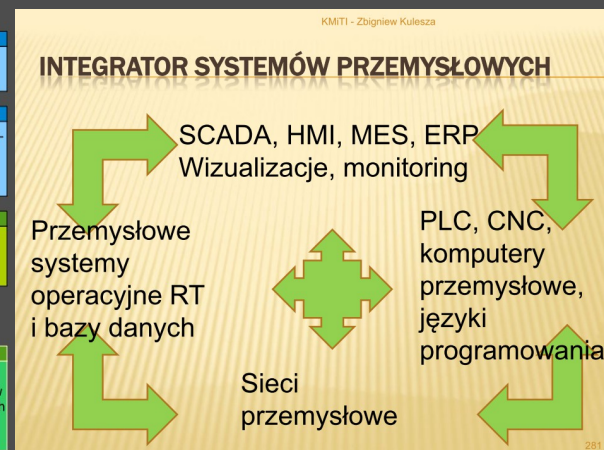 KMiTI - Zbigniew Kulesza
INTEGRATOR SYSTEMÓW PRZEMYSŁOWYCH
SCADA, HMI, MES, ERP
Wizualizacje, monitoring
Przemysłowe
systemy
operacyjne RT
i bazy danych
PLC, CNC,
komputery
przemysłowe,
języki
programowania
Sieci
przemysłowe
281